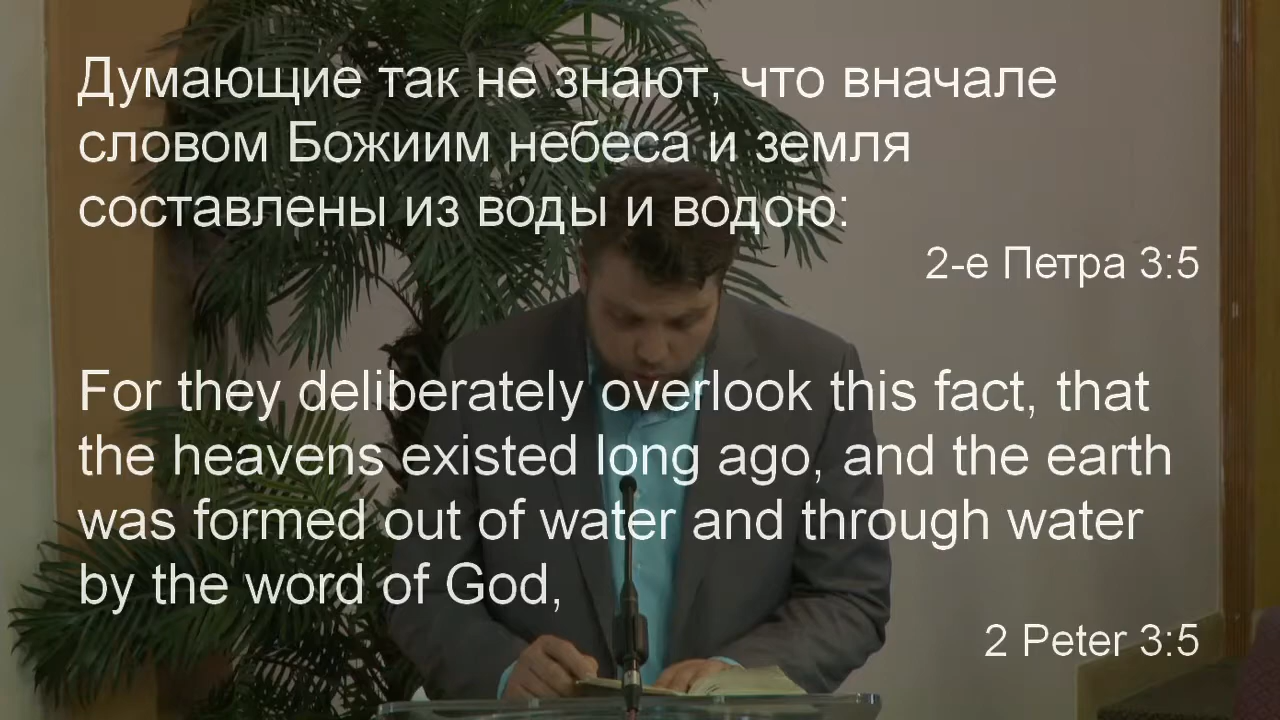 Думающие так не знают, что вначале
словом Божиим небеса и земля
составлены из воды и водою:
2-е Петра 3:5
For they deliberately overlook this fact, that
the heavens existed long ago, and the earth
was formed out of water and through water
by the word of God,
2 Peter 3:5